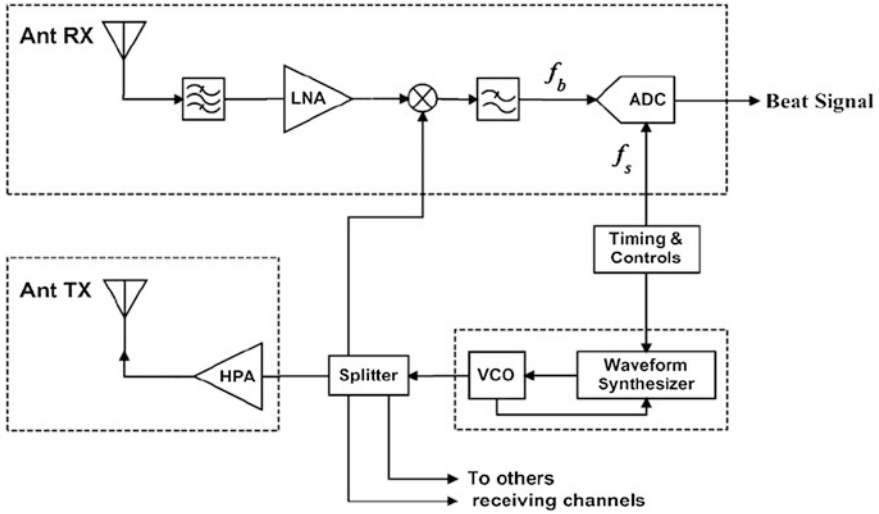 Ant RX
LNA
f_b
ADC
Beat Signal
f_s
Timing &
Controls
Ant TX
HPA
Splitter
VCO
Waveform
Synthesizer
To others
receiving channels